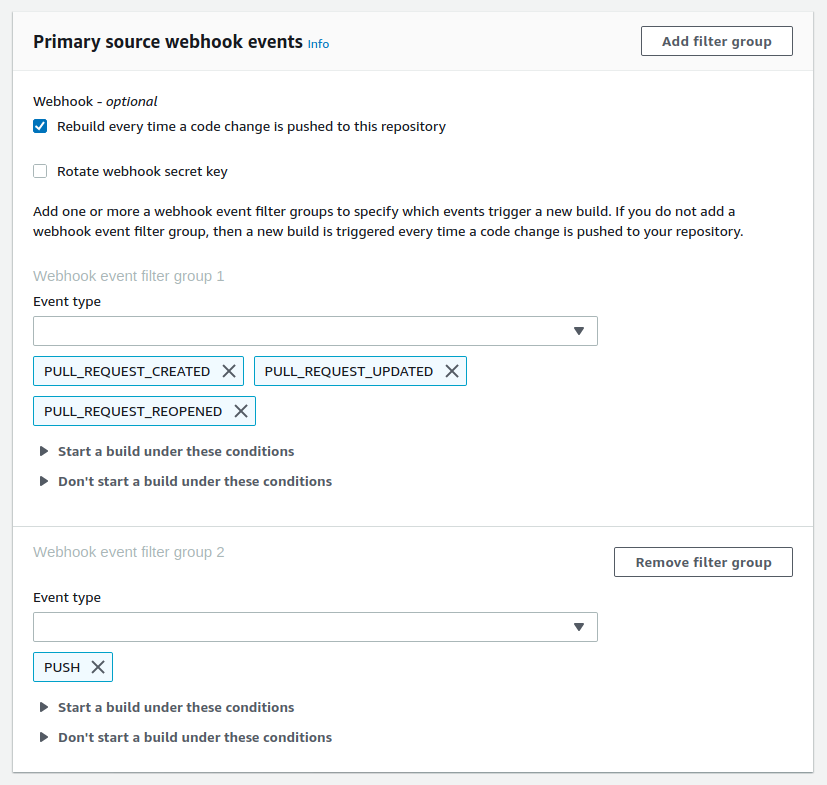 Primary source webhook events Info
Add filter group
Webhook - optional
Rebuild every time a code change is pushed to this repository
Rotate webhook secret key
Add one or more a webhook event filter groups to specify which events trigger a new build. If you do not add a
webhook event filter group, then a new build is triggered every time a code change is pushed to your repository.
Webhook event filter group 1
Event type
PULL_REQUEST_CREATED
PULL_REQUEST_UPDATED
PULL_REQUEST_REOPENED
Start a build under these conditions
Don't start a build under these conditions
Webhook event filter group 2
Remove filter group
Event type
PUSH
Start a build under these conditions
Don't start a build under these conditions